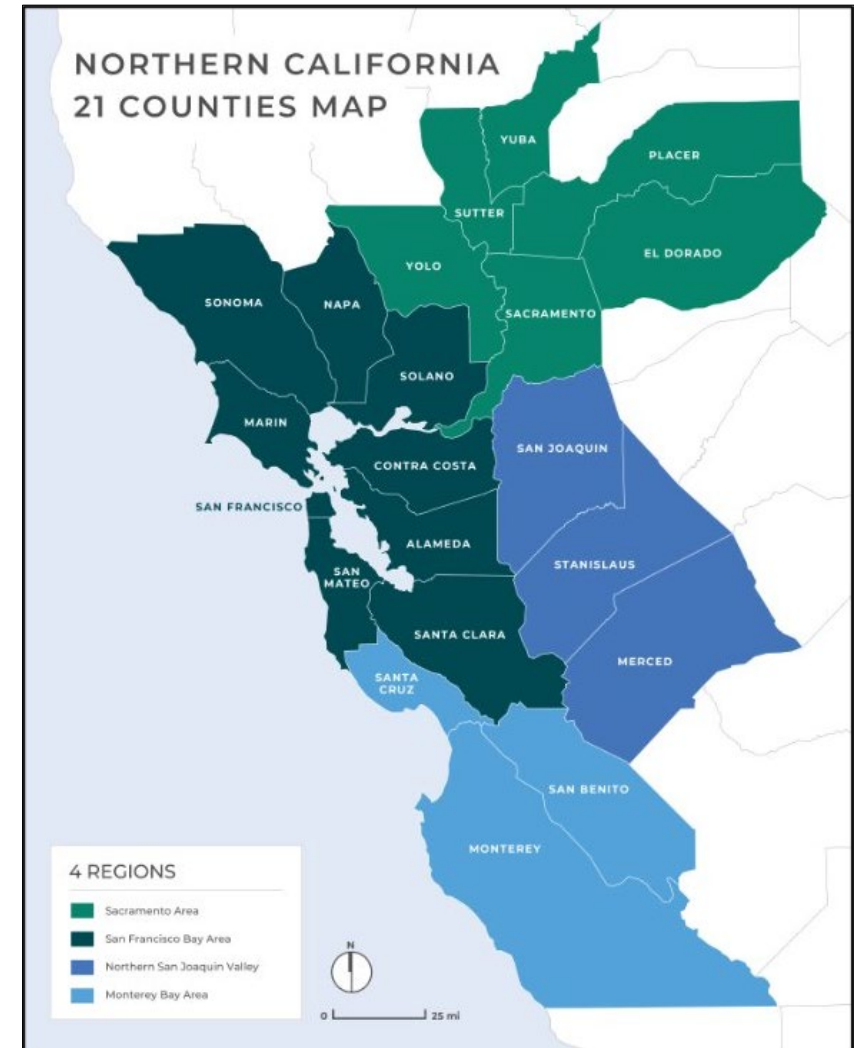 NORTHERN CALIFORNIA
21 COUNTIES MAP
YUBA
PLACER
SUTTER
EL DORADO
YOLO
SONOMA
NAPA
SACRAMENTO
SOLANO
MARIN
SAN JOAQUIN
CONTRA COSTA
SAN FRANCISCO
ALAMEDA
STANISLAUS
SAN
MATEO
SANTA CLARA
MERCED
SANTA
CRUZ
SAN BENITO
MONTEREY
4 REGIONS
Sacramento Area
San Francisco Bay Area
Northern San Joaquin Valley
Monterey Bay Area
N
0 25 mi